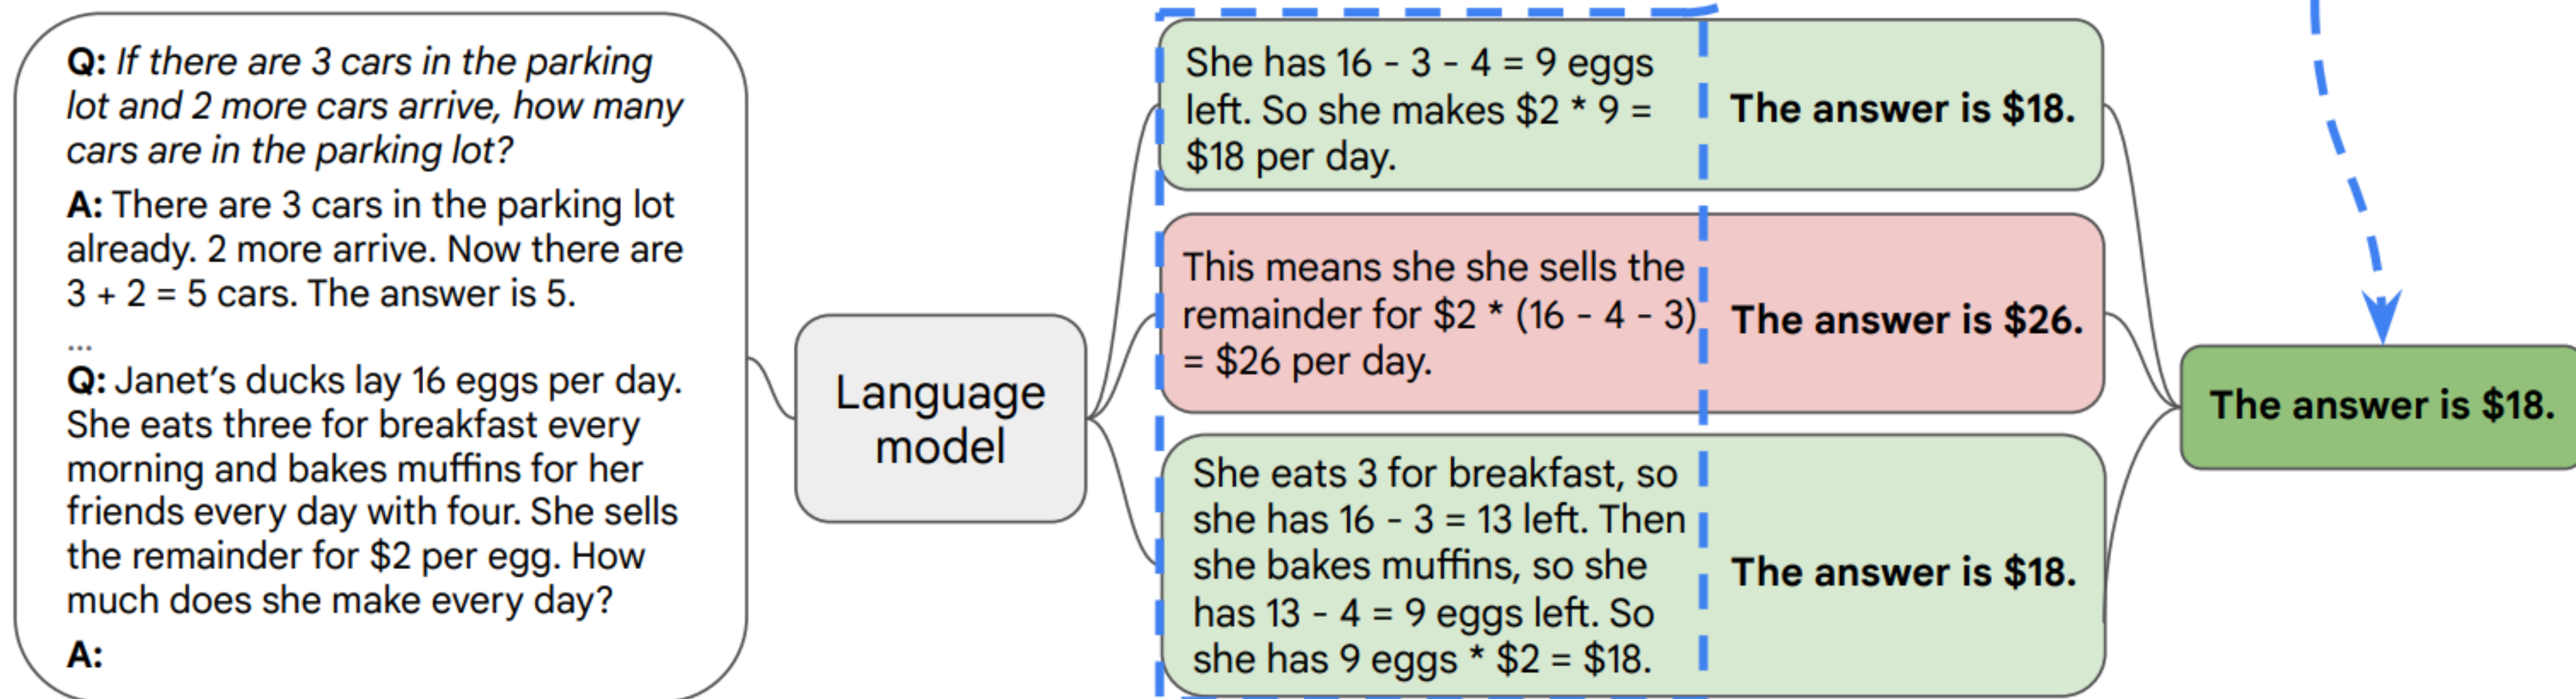 Q: If there are 3 cars in the parking
lot and 2 more cars arrive, how many
cars are in the parking lot?
A: There are 3 cars in the parking lot
already. 2 more arrive. Now there are
3 + 2 = 5 cars. The answer is 5.
...
Q: Janet’s ducks lay 16 eggs per day.
She eats three for breakfast every
morning and bakes muffins for her
friends every day with four. She sells
the remainder for $2 per egg. How
much does she make every day?
A:
Language
model
She has 16 - 3 - 4 = 9 eggs
left. So she makes $2 * 9 =
$18 per day.
The answer is $18.
This means she she sells the
remainder for $2 * (16 - 4 - 3)
= $26 per day.
The answer is $26.
She eats 3 for breakfast, so
she has 16 - 3 = 13 left. Then
she bakes muffins, so she
has 13 - 4 = 9 eggs left. So
she has 9 eggs * $2 = $18.
The answer is $18.
The answer is $18.